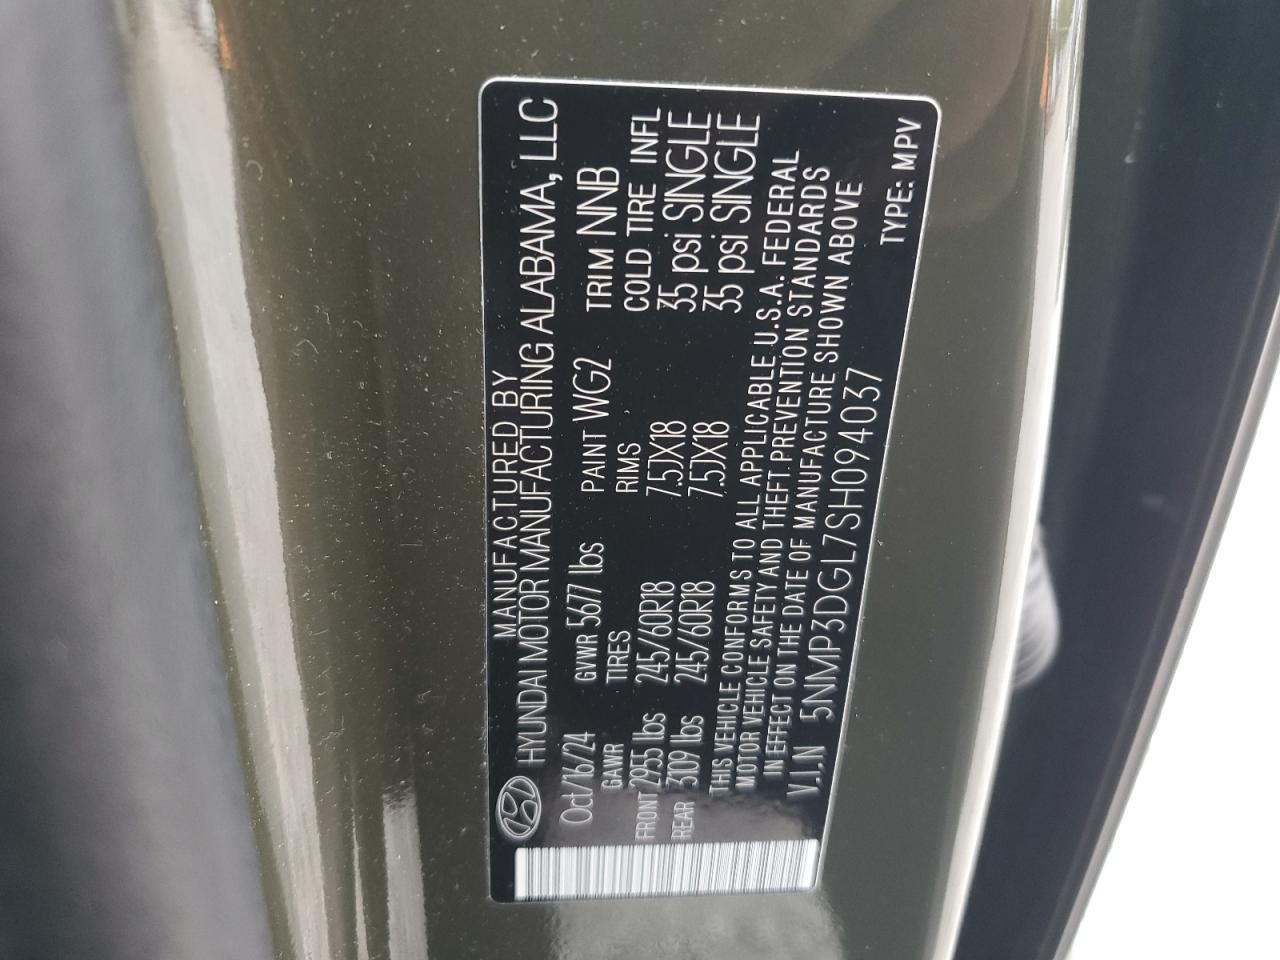 MANUFACTURED BY
HYUNDAI MOTOR MANUFACTURING ALABAMA, LLC
Oct/16/24 GVWR 5677 lbs PAINT WG2 TRIM NNB
GAWR TIRES RIMS COLD TIRE INFL
FRONT 2955 lbs 245/60R18 7.5JX18 35 psi SINGLE
REAR 3109 lbs 245/60R18 7.5JX18 35 psi SINGLE
THIS VEHICLE CONFORMS TO ALL APPLICABLE U.S.A. FEDERAL
MOTOR VEHICLE SAFETY AND THEFT PREVENTION STANDARDS
IN EFFECT ON THE DATE OF MANUFACTURE SHOWN ABOVE
V.I.N 5NMP3DGL7SH094037 TYPE: MPV